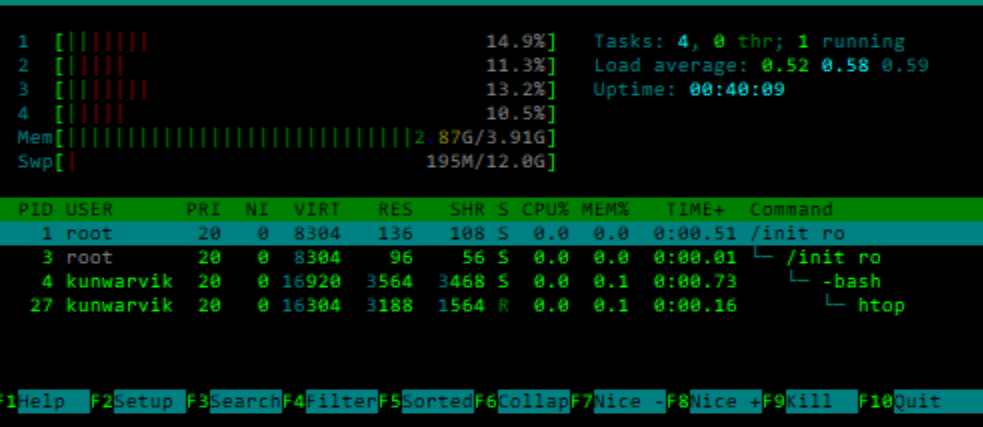 1 [||||||||| 14.9%] Tasks: 4, 0 thr; 1 running
2 [|||||| 11.3%] Load average: 0.52 0.58 0.59
3 [||||||||| 13.2%] Uptime: 00:40:09
4 [|||||| 10.5%]
Mem[|||||||||||||||||||||||||||||2.87G/3.91G]
Swp[| 195M/12.0G]
PID USER PRI NI VIRT RES SHR S CPU% MEM% TIME+ Command
1 root 20 0 8304 136 108 S 0.0 0.0 0:00.51 /init ro
3 root 20 0 8304 96 56 S 0.0 0.0 0:00.01 └─ /init ro
4 kunwarvik 20 0 16920 3564 3468 S 0.0 0.1 0:00.73 └─ -bash
27 kunwarvik 20 0 16304 3188 1564 R 0.0 0.1 0:00.16 └─ htop
F1Help F2Setup F3SearchF4FilterF5SortedF6CollapF7Nice -F8Nice +F9Kill F10Quit